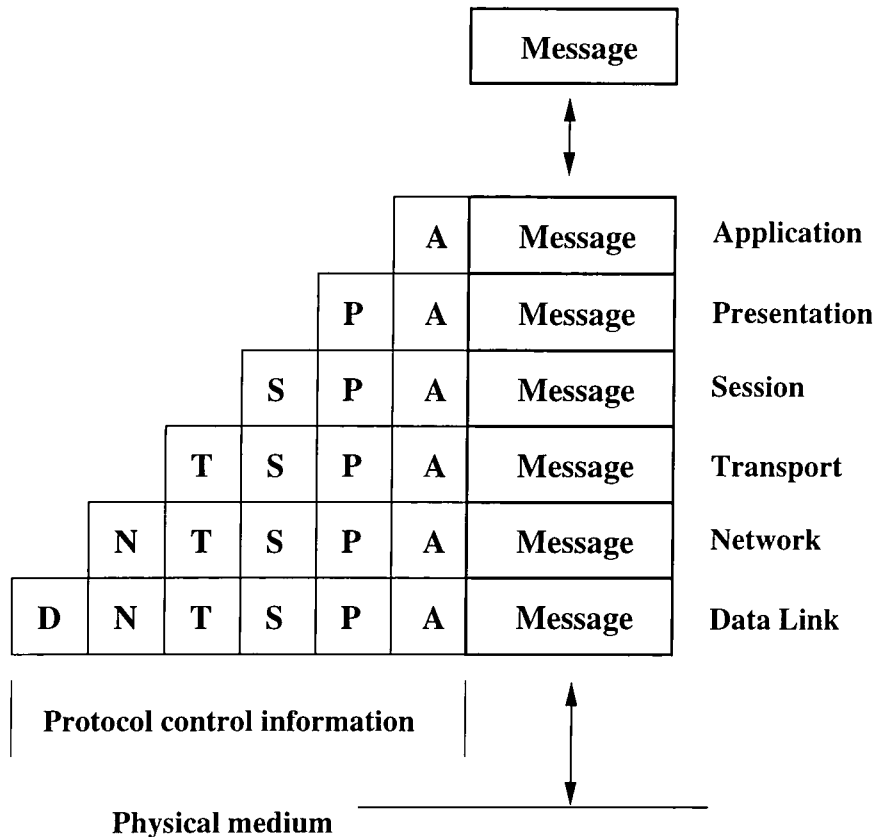 Message
A Message Application
P A Message Presentation
S P A Message Session
T S P A Message Transport
N T S P A Message Network
D N T S P A Message Data Link
Protocol control information
Physical medium